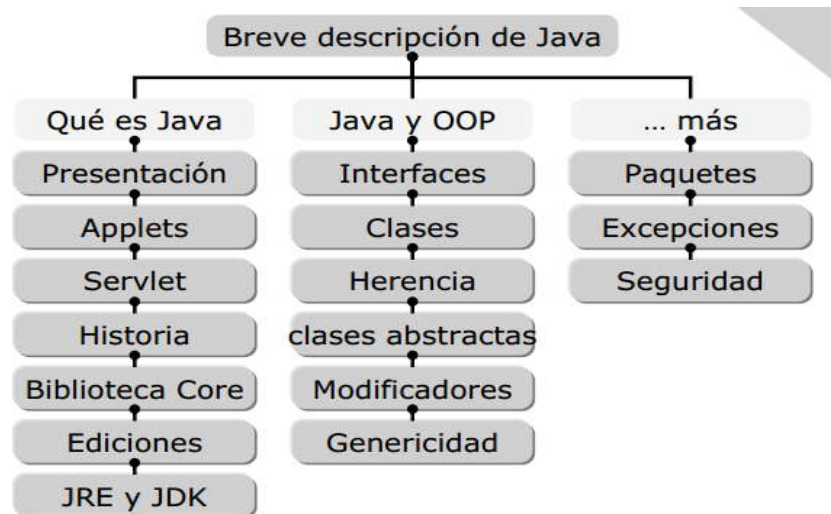 Breve descripción de Java
Qué es Java
Presentación
Applets
Servlet
Historia
Biblioteca Core
Ediciones
JRE y JDK
Java y OOP
Interfaces
Clases
Herencia
clases abstractas
Modificadores
Genericidad
... más
Paquetes
Excepciones
Seguridad